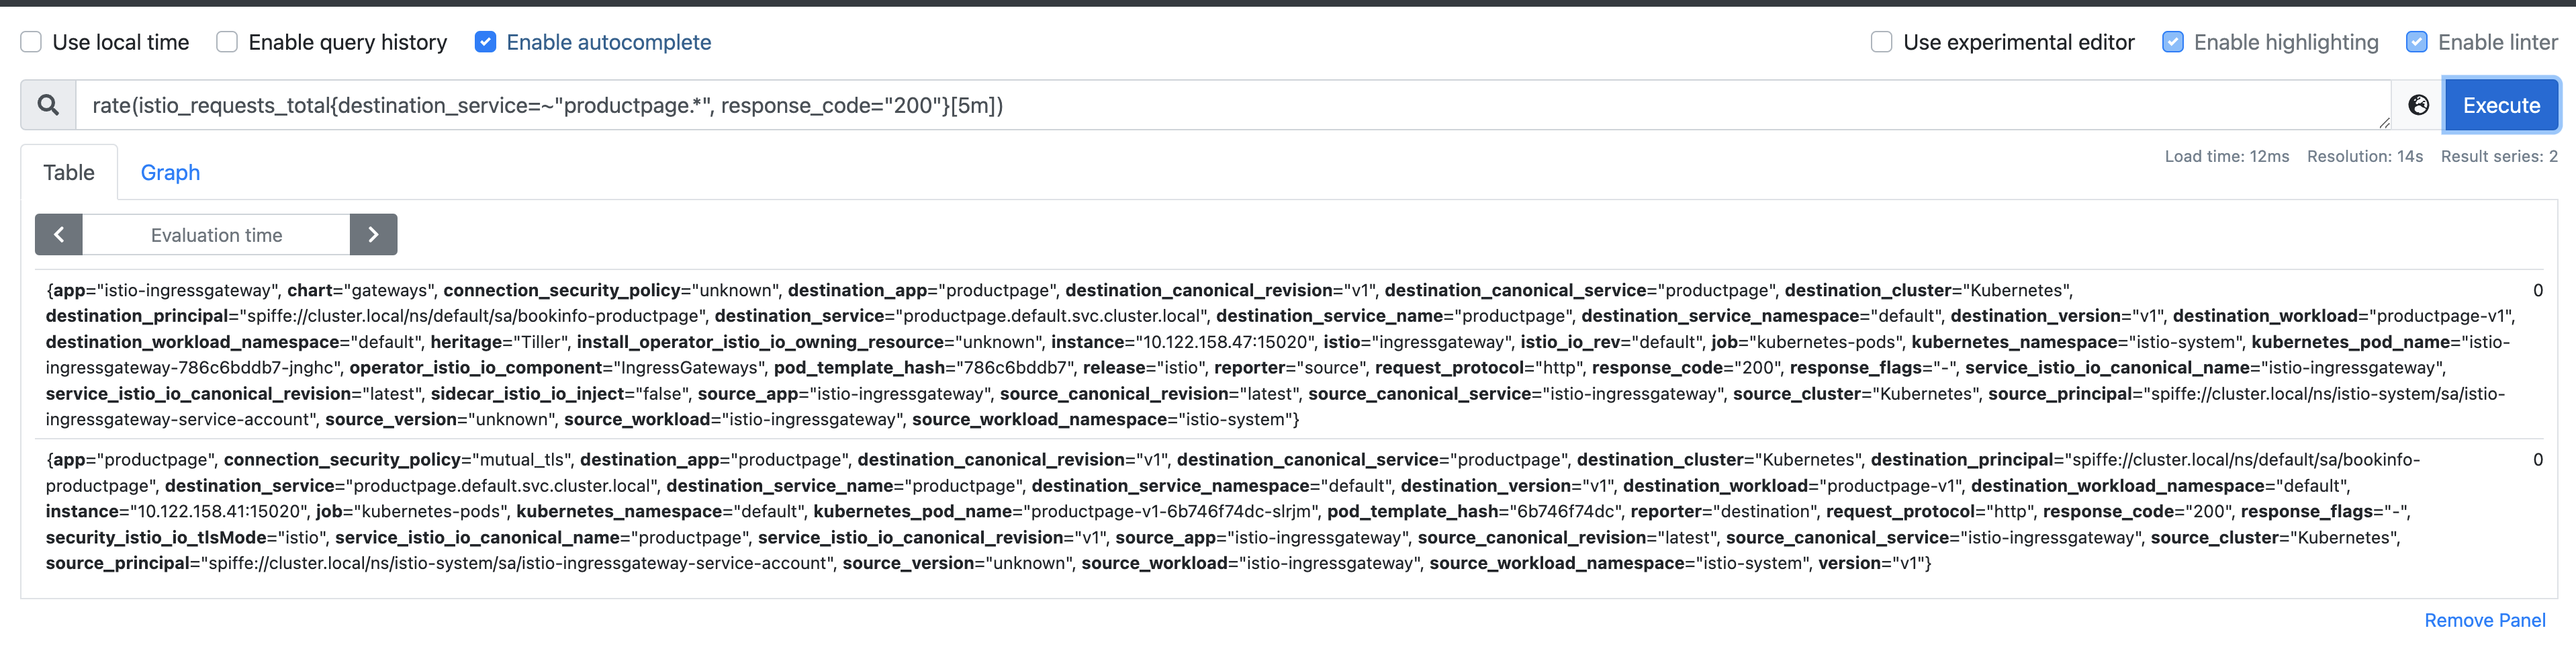 Use local time Enable query history Enable autocomplete Use experimental editor Enable highlighting Enable linter
rate(istio_requests_total{destination_service=~"productpage.*", response_code="200"}[5m]) Execute
Table Graph Load time: 12ms Resolution: 14s Result series: 2
Evaluation time
{app="istio-ingressgateway", chart="gateways", connection_security_policy="unknown", destination_app="productpage", destination_canonical_revision="v1", destination_canonical_service="productpage", destination_cluster="Kubernetes", 0
destination_principal="spiffe://cluster.local/ns/default/sa/bookinfo-productpage", destination_service="productpage.default.svc.cluster.local", destination_service_name="productpage", destination_service_namespace="default", destination_version="v1", destination_workload="productpage-v1",
destination_workload_namespace="default", heritage="Tiller", install_operator_istio_io_owning_resource="unknown", instance="10.122.158.47:15020", istio="ingressgateway", istio_io_rev="default", job="kubernetes-pods", kubernetes_namespace="istio-system", kubernetes_pod_name="istio-
ingressgateway-786c6bddb7-jnghc", operator_istio_io_component="IngressGateways", pod_template_hash="786c6bddb7", release="istio", reporter="source", request_protocol="http", response_code="200", response_flags="-", service_istio_io_canonical_name="istio-ingressgateway",
service_istio_io_canonical_revision="latest", sidecar_istio_io_inject="false", source_app="istio-ingressgateway", source_canonical_revision="latest", source_canonical_service="istio-ingressgateway", source_cluster="Kubernetes", source_principal="spiffe://cluster.local/ns/istio-system/sa/istio-
ingressgateway-service-account", source_version="unknown", source_workload="istio-ingressgateway", source_workload_namespace="istio-system"}
{app="productpage", connection_security_policy="mutual_tls", destination_app="productpage", destination_canonical_revision="v1", destination_canonical_service="productpage", destination_cluster="Kubernetes", destination_principal="spiffe://cluster.local/ns/default/sa/bookinfo- 0
productpage", destination_service="productpage.default.svc.cluster.local", destination_service_name="productpage", destination_service_namespace="default", destination_version="v1", destination_workload="productpage-v1", destination_workload_namespace="default",
instance="10.122.158.41:15020", job="kubernetes-pods", kubernetes_namespace="default", kubernetes_pod_name="productpage-v1-6b746f74dc-slrjm", pod_template_hash="6b746f74dc", reporter="destination", request_protocol="http", response_code="200", response_flags="-",
security_istio_io_tlsMode="istio", service_istio_io_canonical_name="productpage", service_istio_io_canonical_revision="v1", source_app="istio-ingressgateway", source_canonical_revision="latest", source_canonical_service="istio-ingressgateway", source_cluster="Kubernetes",
source_principal="spiffe://cluster.local/ns/istio-system/sa/istio-ingressgateway-service-account", source_version="unknown", source_workload="istio-ingressgateway", source_workload_namespace="istio-system", version="v1"}
Remove Panel